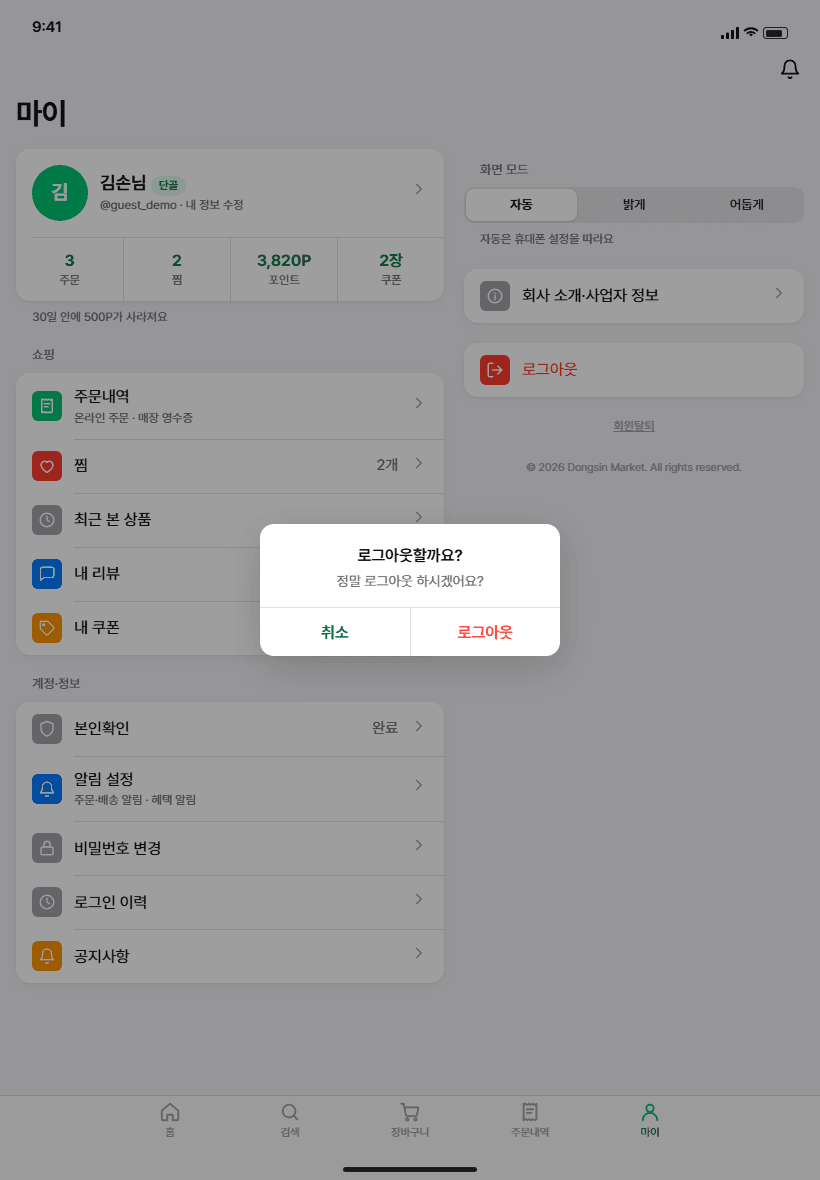 9:41
마이
김
김손님 단골
@guest_demo · 내 정보 수정
3
주문
2
찜
3,820P
포인트
2장
쿠폰
30일 안에 500P가 사라져요
쇼핑
주문내역
온라인 주문 · 매장 영수증
찜 2개
최근 본 상품
내 리뷰
내 쿠폰
계정·정보
본인확인 완료
알림 설정
주문·배송 알림 · 혜택 알림
비밀번호 변경
로그인 이력
공지사항
화면 모드
자동 밝게 어둡게
자동은 휴대폰 설정을 따라요
회사 소개·사업자 정보
로그아웃
회원탈퇴
© 2026 Dongsin Market. All rights reserved.
로그아웃할까요?
정말 로그아웃 하시겠어요?
취소 로그아웃
홈 검색 장바구니 주문내역 마이